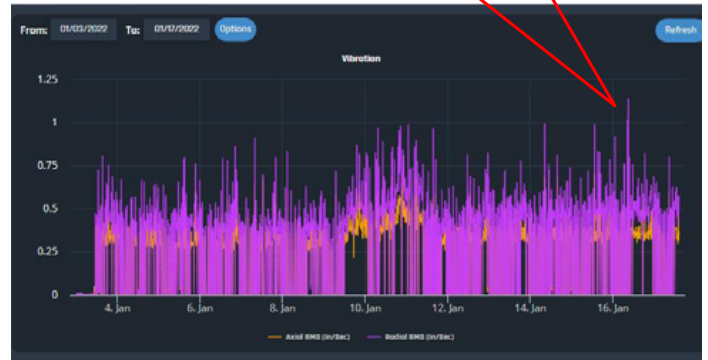 From: 01/03/2022 To: 01/17/2022 Options Refresh
Vibration
1.25
1
0.75
0.5
0.25
0
4. Jan 6. Jan 8. Jan 10. Jan 12. Jan 14. Jan 16. Jan
Axial RMS (In/Sec) Radial RMS (In/Sec)